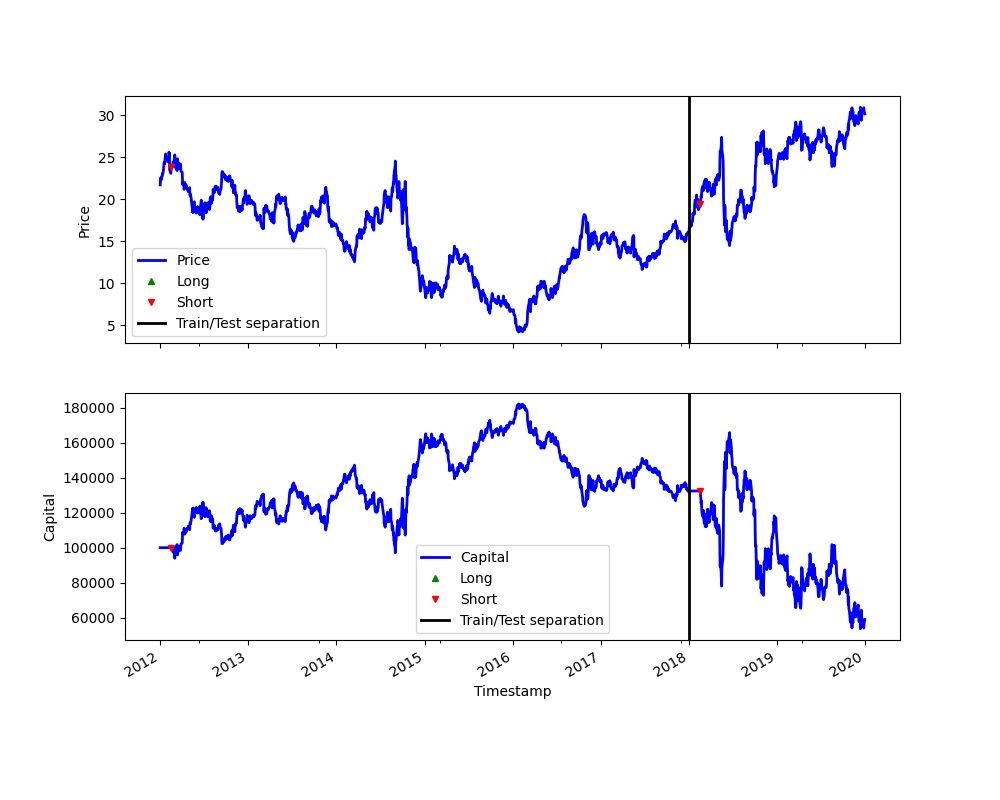 30
25
20
15
10
5
Price
Price
Long
Short
Train/Test separation
180000
160000
140000
120000
100000
80000
60000
Capital
Capital
Long
Short
Train/Test separation
2012 2013 2014 2015 2016 2017 2018 2019 2020
Timestamp